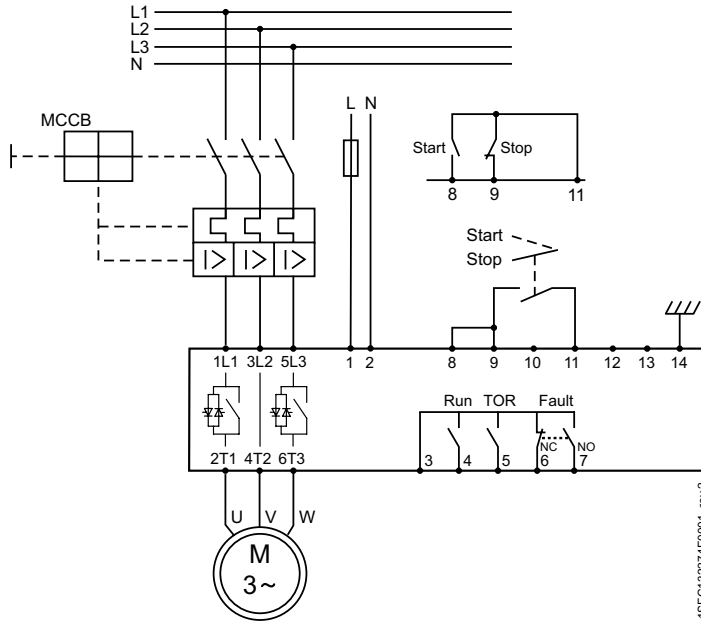 L1
L2
L3
N
MCCB
L N
Start Stop
8 9 11
Start
Stop
I> I> I>
1L1 3L2 5L3 1 2 8 9 10 11 12 13 14
Run TOR Fault
NC NO
2T1 4T2 6T3 3 4 5 6 7
U V W
M
3~